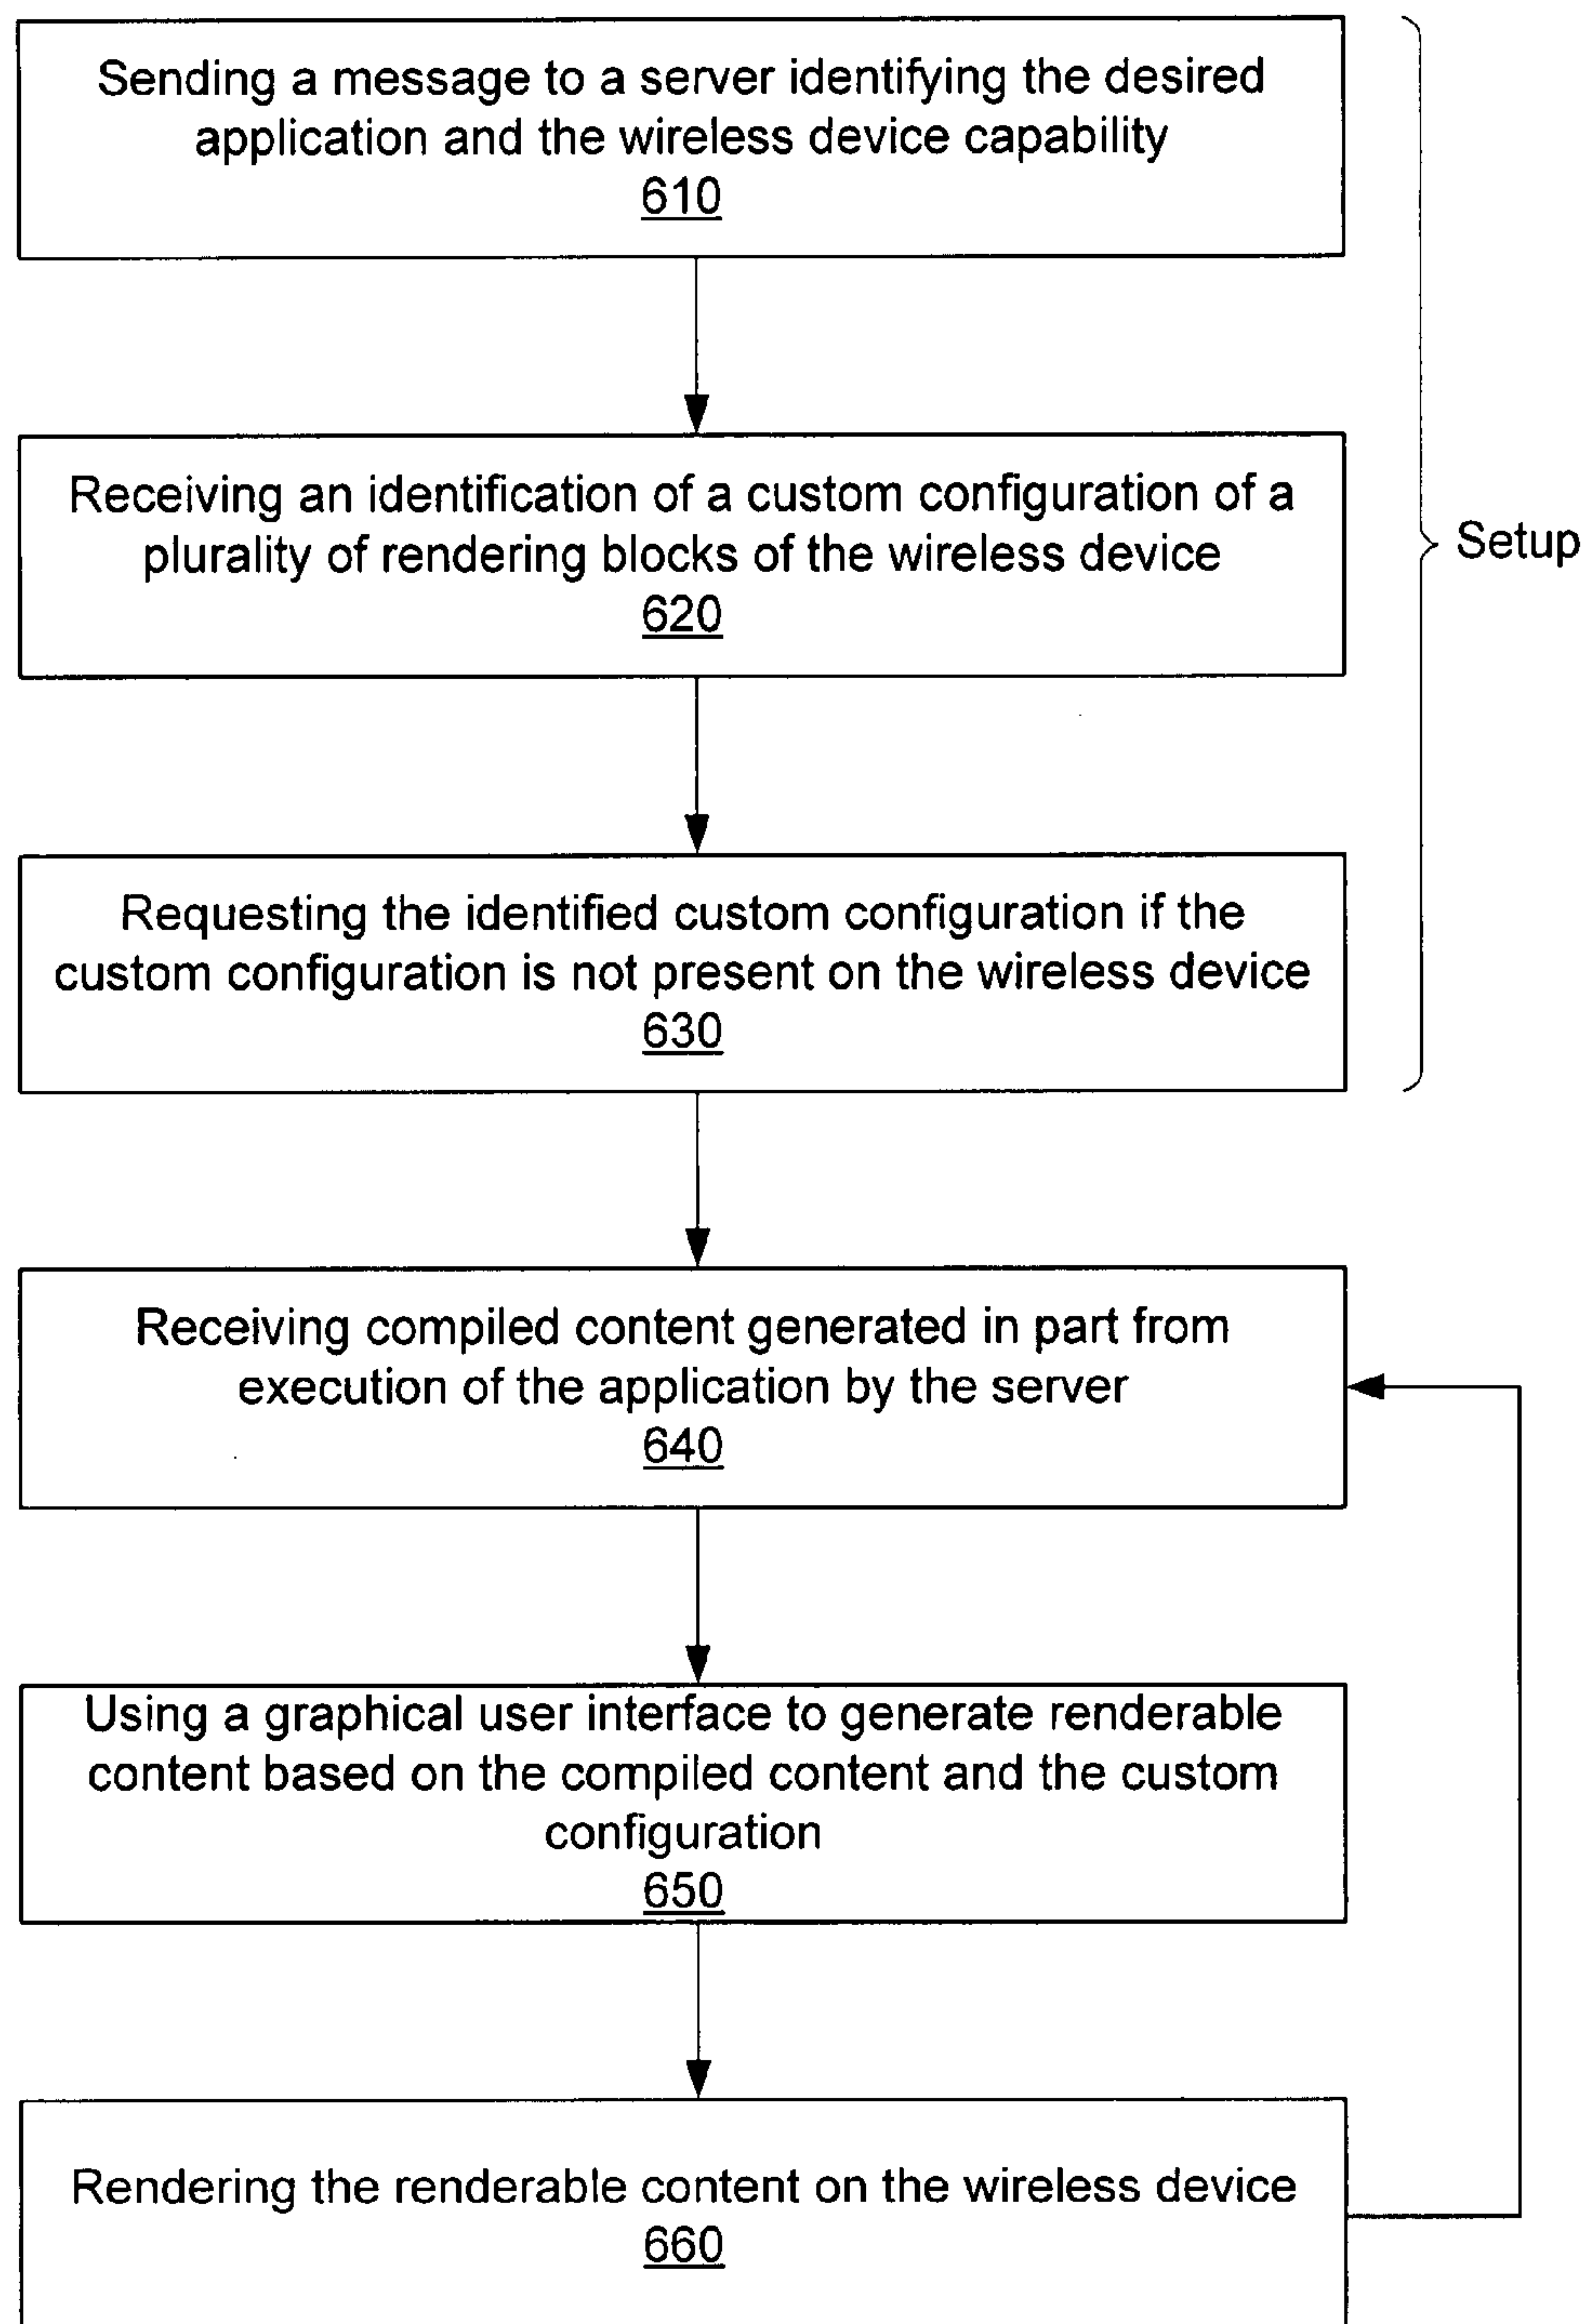 Sending a message to a server identifying the desired
application and the wireless device capability
610
Receiving an identification of a custom configuration of a
plurality of rendering blocks of the wireless device
620
Setup
Requesting the identified custom configuration if the
custom configuration is not present on the wireless device
630
Receiving compiled content generated in part from
execution of the application by the server
640
Using a graphical user interface to generate renderable
content based on the compiled content and the custom
configuration
650
Rendering the renderable content on the wireless device
660